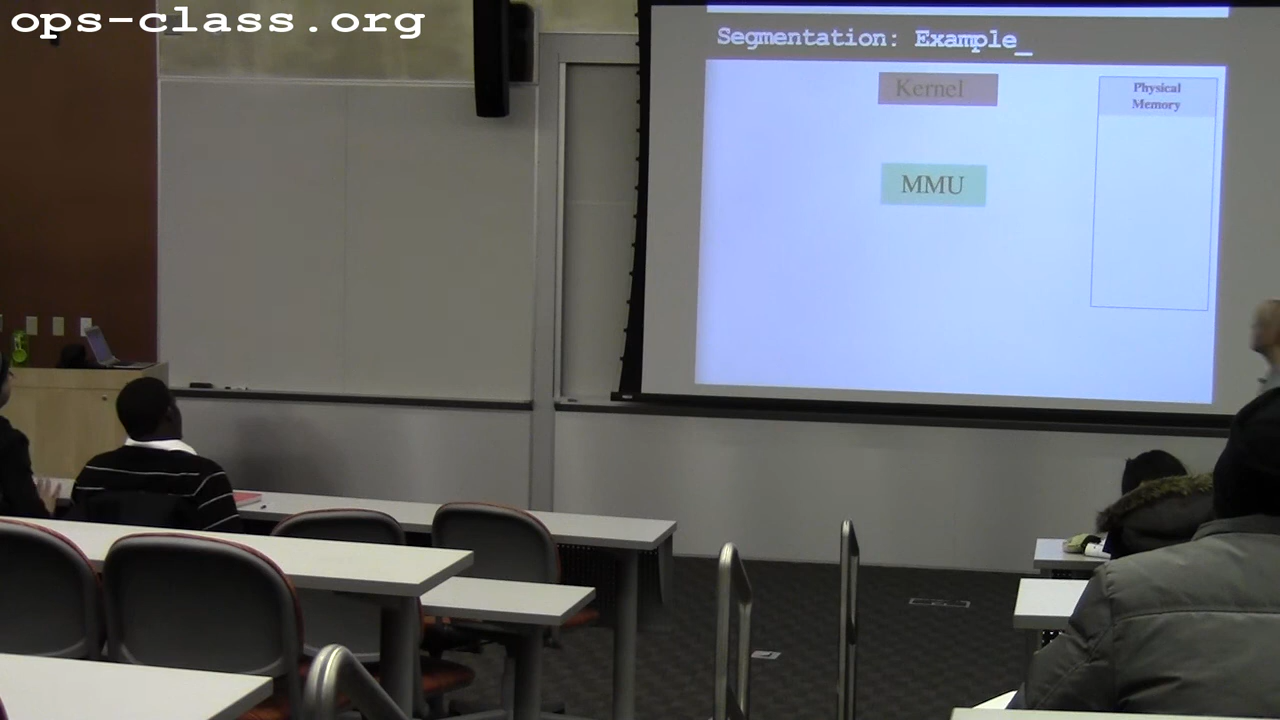 ops-class.org
Segmentation: Example_
Kernel
Physical
Memory
MMU